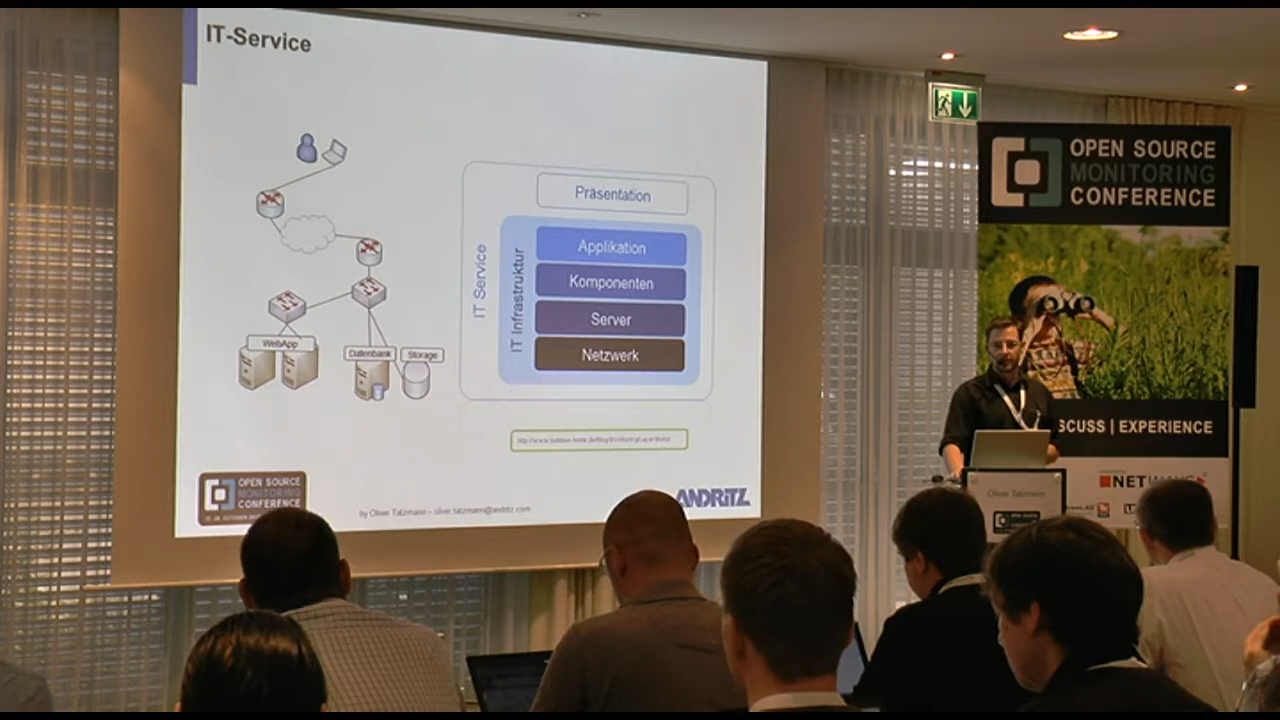 IT-Service
Präsentation
IT Service
IT Infrastruktur
Applikation
Komponenten
Server
Netzwerk
WebApp
Datenbank
Storage
OPEN SOURCE
MONITORING
CONFERENCE
by Oliver Tatzmann – oliver.tatzmann@andritz.com
ANDRITZ
OPEN SOURCE
MONITORING
CONFERENCE
SCUSS | EXPERIENCE
Oliver Tatzmann